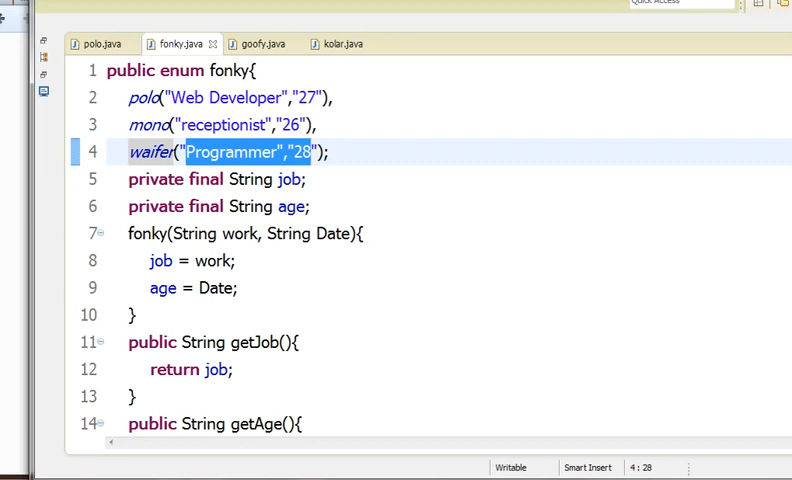 Quick Access
polo.java fonky.java goofy.java kolar.java
1 public enum fonky{
2 polo("Web Developer","27"),
3 mono("receptionist","26"),
4 waifer("Programmer","28");
5 private final String job;
6 private final String age;
7 fonky(String work, String Date){
8 job = work;
9 age = Date;
10 }
11 public String getJob(){
12 return job;
13 }
14 public String getAge(){
Writable Smart Insert 4 : 28